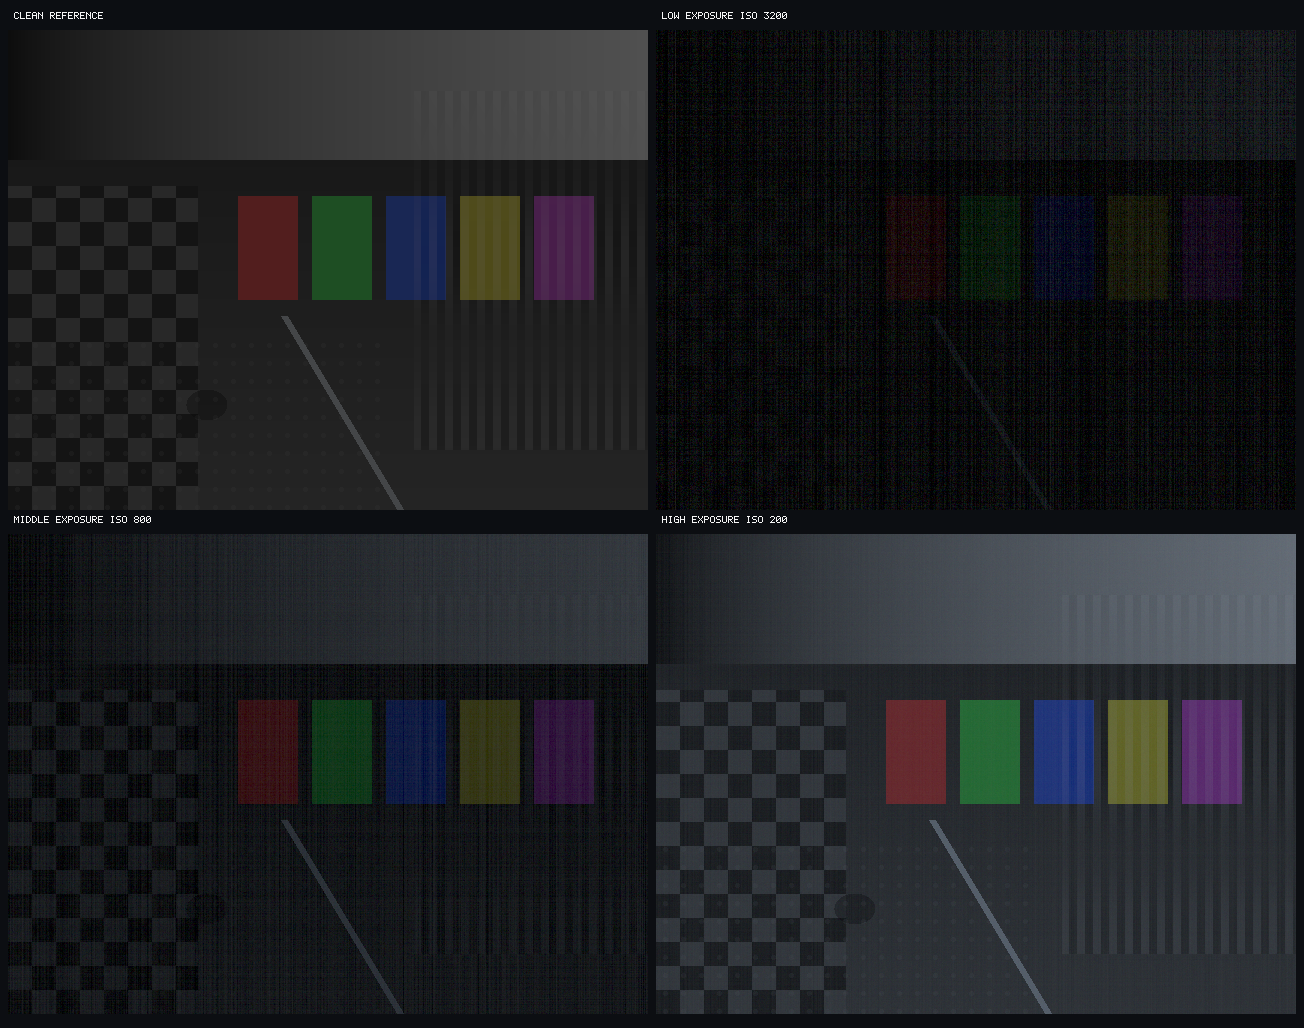 CLEAN REFERENCE
LOW EXPOSURE ISO 3200
MIDDLE EXPOSURE ISO 800
HIGH EXPOSURE ISO 200